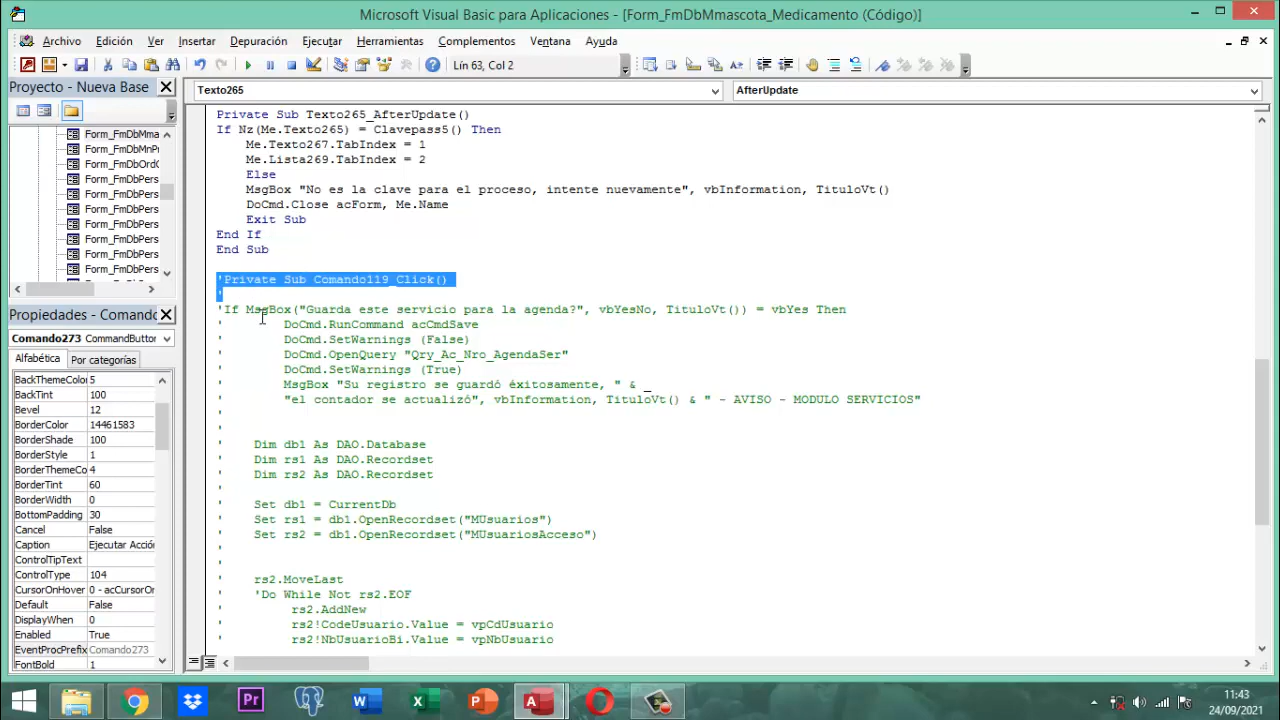 Microsoft Visual Basic para Aplicaciones - [Form_FmDbMmascota_Medicamento (Código)]
Archivo Edición Ver Insertar Formato Depuración Ejecutar Herramientas Complementos Ventana Ayuda
Lín 63, Col 2
Proyecto - Nueva Base
Texto265
AfterUpdate
Form_FmDbMma
Form_FmDbMnPr
Form_FmDbOrd
Form_FmDbPers
Form_FmDbPers
Form_FmDbPers
Form_FmDbPers
Form_FmDbPers
Form_FmDbPers
Form_FmDbPers
Propiedades - Comando
Comando273 CommandButton
Alfabética Por categorías
BackThemeColor 5
BackTint 100
Bevel 12
BorderColor 14461583
BorderShade 100
BorderStyle 1
BorderThemeCo 4
BorderTint 60
BorderWidth 0
BottomPadding 30
Cancel False
Caption Ejecutar Acción
ControlTipText
ControlType 104
CursorOnHover 0 - acCursorOn
Default False
DisplayWhen 0
Enabled True
EventProcPrefix Comando273
FontBold 1
Private Sub Texto265_AfterUpdate()
If Nz(Me.Texto265) = Clavepass5() Then
Me.Texto267.TabIndex = 1
Me.Lista269.TabIndex = 2
Else
MsgBox "No es la clave para el proceso, intente nuevamente", vbInformation, TituloVt()
DoCmd.Close acForm, Me.Name
Exit Sub
End If
End Sub
'Private Sub Comando119_Click()
'
'If MsgBox("Guarda este servicio para la agenda?", vbYesNo, TituloVt()) = vbYes Then
' DoCmd.RunCommand acCmdSave
' DoCmd.SetWarnings (False)
' DoCmd.OpenQuery "Qry_Ac_Nro_AgendaSer"
' DoCmd.SetWarnings (True)
' MsgBox "Su registro se guardó éxitosamente, " & _
' "el contador se actualizó", vbInformation, TituloVt() & " - AVISO - MODULO SERVICIOS"
'
'
' Dim db1 As DAO.Database
' Dim rs1 As DAO.Recordset
' Dim rs2 As DAO.Recordset
'
' Set db1 = CurrentDb
' Set rs1 = db1.OpenRecordset("MUsuarios")
' Set rs2 = db1.OpenRecordset("MUsuariosAcceso")
'
'
' rs2.MoveLast
' 'Do While Not rs2.EOF
' rs2.AddNew
' rs2!CodeUsuario.Value = vpCdUsuario
' rs2!NbUsuarioBi.Value = vpNbUsuario
11:43
24/09/2021